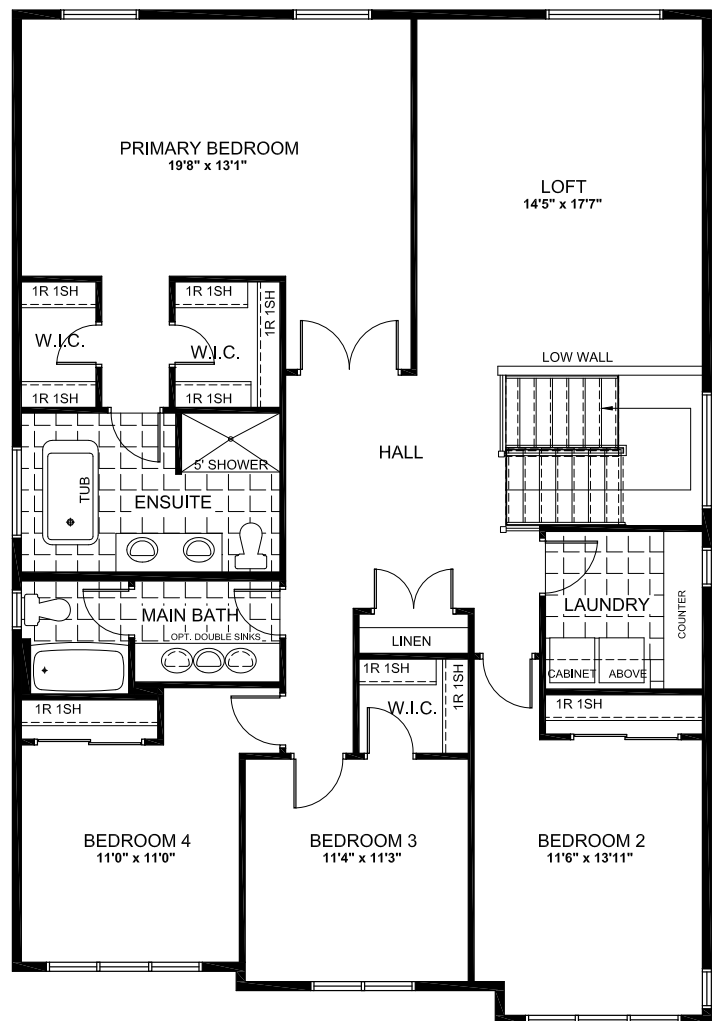 PRIMARY BEDROOM
19'8" x 13'1"
LOFT
14'5" x 17'7"
1R 1SH
1R 1SH
1R 1SH
W.I.C.
W.I.C.
1R 1SH
1R 1SH
LOW WALL
HALL
5' SHOWER
TUB
ENSUITE
MAIN BATH
OPT. DOUBLE SINKS
LAUNDRY
COUNTER
LINEN
CABINET ABOVE
1R 1SH
1R 1SH
W.I.C.
1R 1SH
1R 1SH
BEDROOM 4
11'0" x 11'0"
BEDROOM 3
11'4" x 11'3"
BEDROOM 2
11'6" x 13'11"